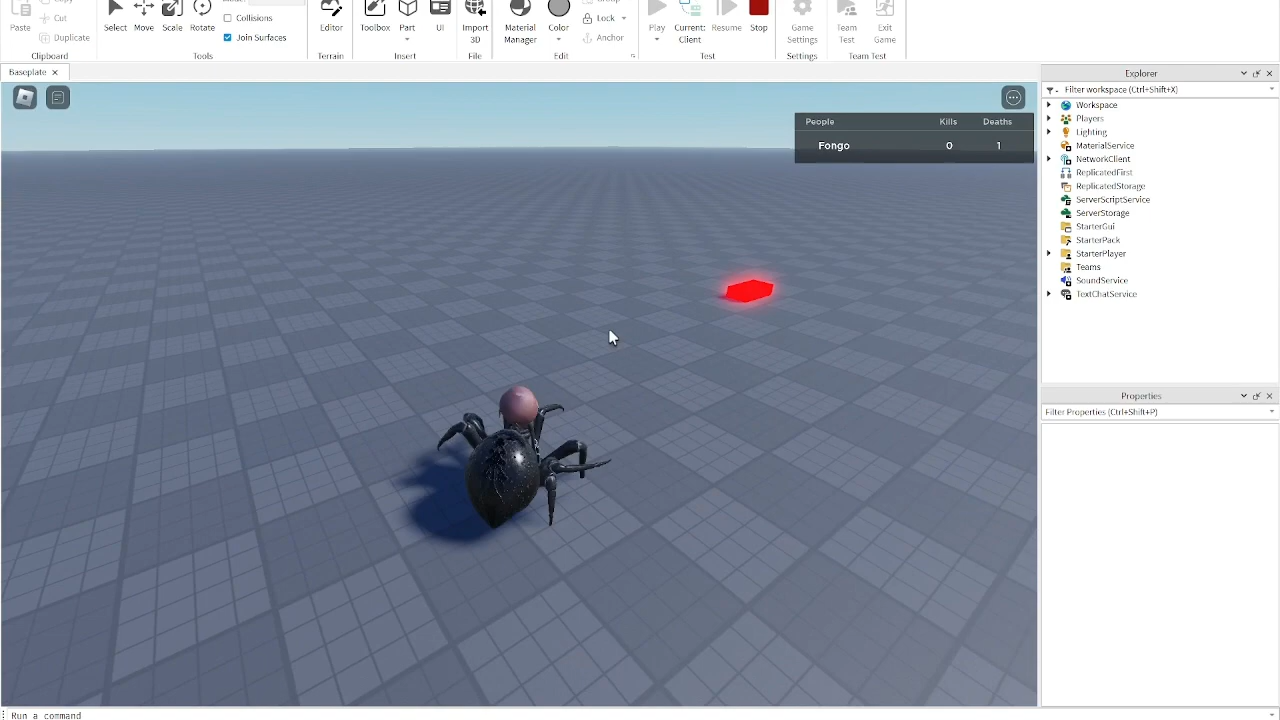 Paste
Cut
Duplicate
Clipboard
Select
Move
Scale
Rotate
Collisions
Join Surfaces
Tools
Editor
Terrain
Toolbox
Part
UI
Insert
Import
3D
File
Material
Manager
Color
Lock
Anchor
Edit
Play
Current:
Client
Resume
Stop
Test
Game
Settings
Settings
Team
Test
Exit
Game
Team Test
Baseplate
People Kills Deaths
Fongo 0 1
Explorer
Filter workspace (Ctrl+Shift+X)
Workspace
Players
Lighting
MaterialService
NetworkClient
ReplicatedFirst
ReplicatedStorage
ServerScriptService
ServerStorage
StarterGui
StarterPack
StarterPlayer
Teams
SoundService
TextChatService
Properties
Filter Properties (Ctrl+Shift+P)
Run a command